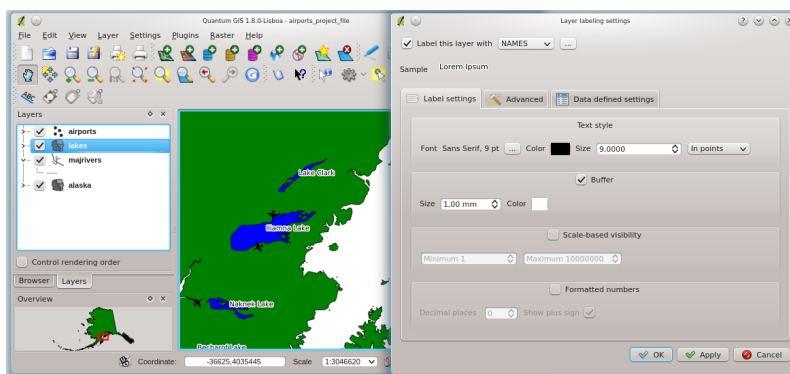 Quantum GIS 1.8.0-Lisboa - airports_project_file
File Edit View Layer Settings Plugins Raster Help
Layers
airports
lakes
majrivers
alaska
Control rendering order
Browser Layers
Overview
Lake Clark
Iliamna Lake
Naknek Lake
Becharof Lake
Coordinate: -36625,4035445 Scale 1:3046620
Layer labeling settings
Label this layer with NAMES ...
Sample Lorem Ipsum
Label settings Advanced Data defined settings
Text style
Font Sans Serif, 9 pt ... Color Size 9,0000 In points
Buffer
Size 1,00 mm Color
Scale-based visibility
Minimum 1 Maximum 10000000
Formatted numbers
Decimal places 0 Show plus sign
OK Apply Cancel